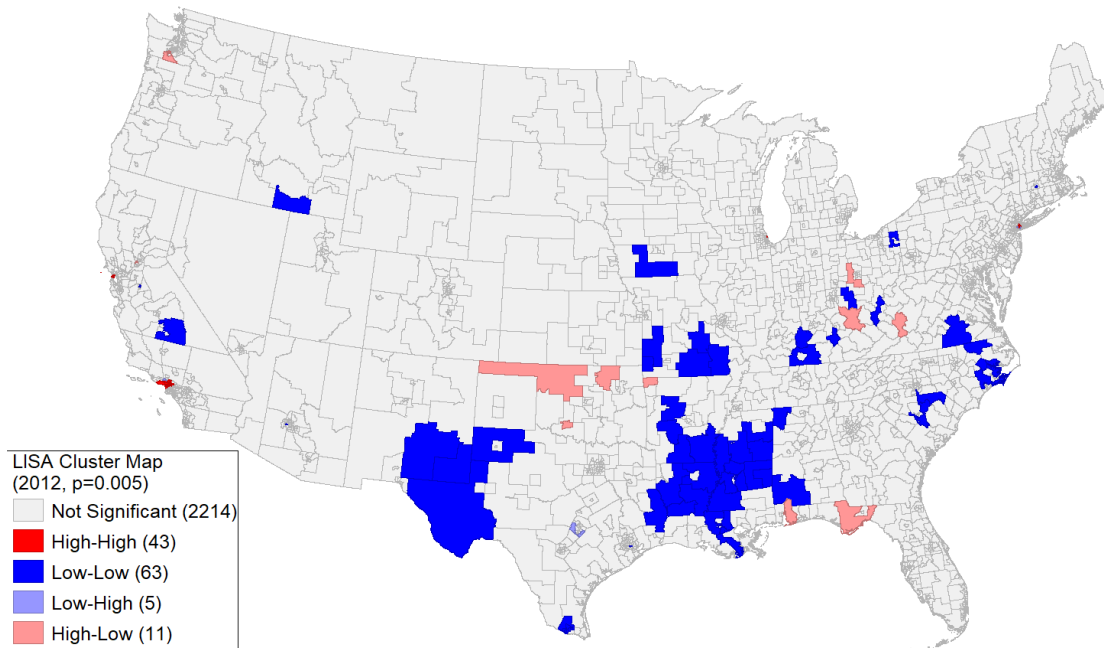 LISA Cluster Map
(2012, p=0.005)
Not Significant (2214)
High-High (43)
Low-Low (63)
Low-High (5)
High-Low (11)